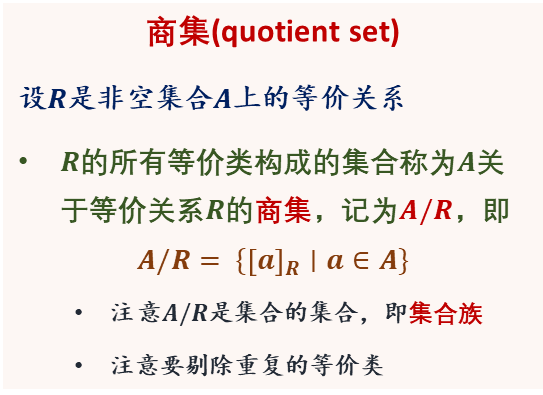 商集(quotient set)
设R是非空集合A上的等价关系
• R的所有等价类构成的集合称为A关
于等价关系R的商集，记为A/R，即
A/R = {[a]_R | a ∈ A}
• 注意A/R是集合的集合，即集合族
• 注意要剔除重复的等价类